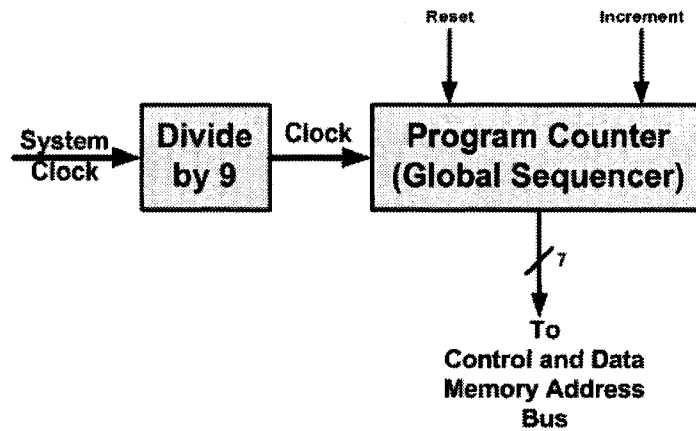 Reset
Increment
System
Clock
Divide
by 9
Clock
Program Counter
(Global Sequencer)
7
To
Control and Data
Memory Address
Bus